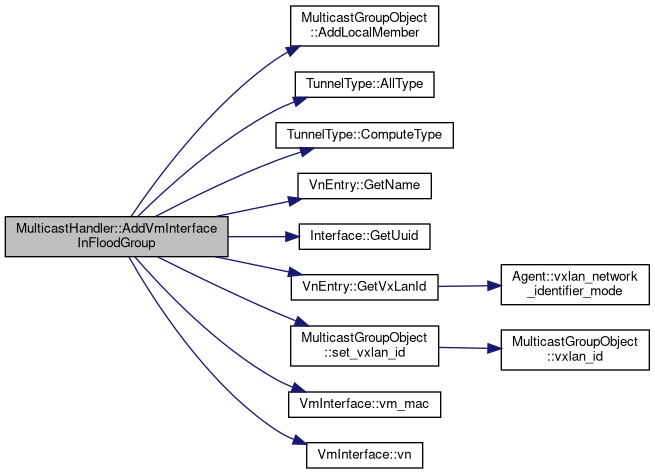 MulticastGroupObject
::AddLocalMember
TunnelType::AllType
TunnelType::ComputeType
VnEntry::GetName
MulticastHandler::AddVmInterface
InFloodGroup
Interface::GetUuid
VnEntry::GetVxLanId
Agent::vxlan_network
_identifier_mode
MulticastGroupObject
::set_vxlan_id
MulticastGroupObject
::vxlan_id
VmInterface::vm_mac
VmInterface::vn